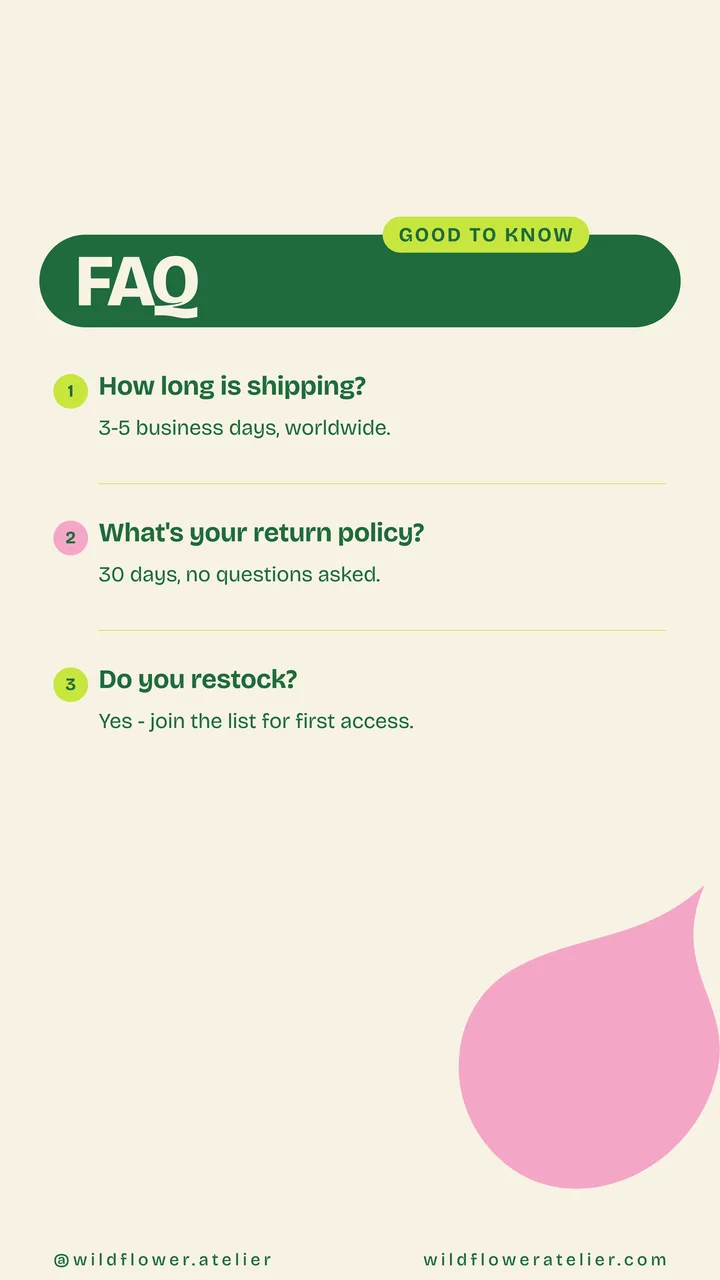 GOOD TO KNOW
FAQ
1 How long is shipping?
3-5 business days, worldwide.
2 What's your return policy?
30 days, no questions asked.
3 Do you restock?
Yes - join the list for first access.
@wildflower.atelier
wildfloweratelier.com